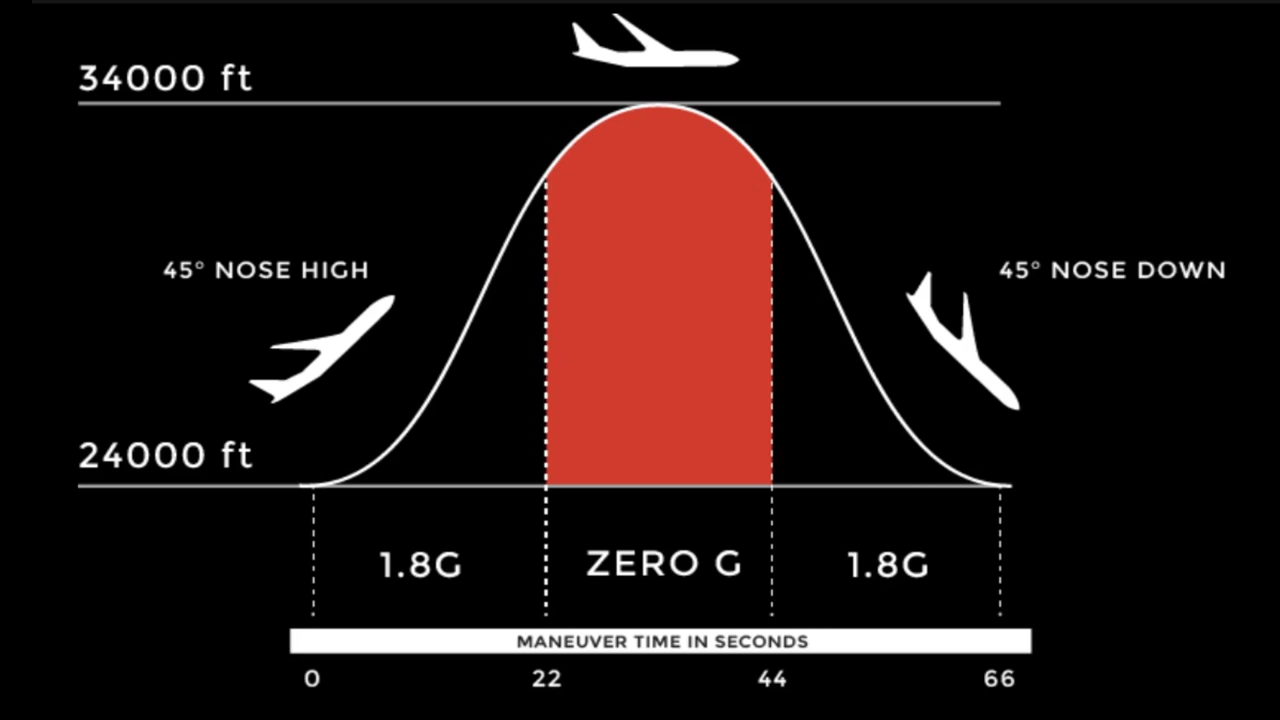 34000 ft
45° NOSE HIGH
45° NOSE DOWN
24000 ft
1.8G
ZERO G
1.8G
MANEUVER TIME IN SECONDS
0
22
44
66